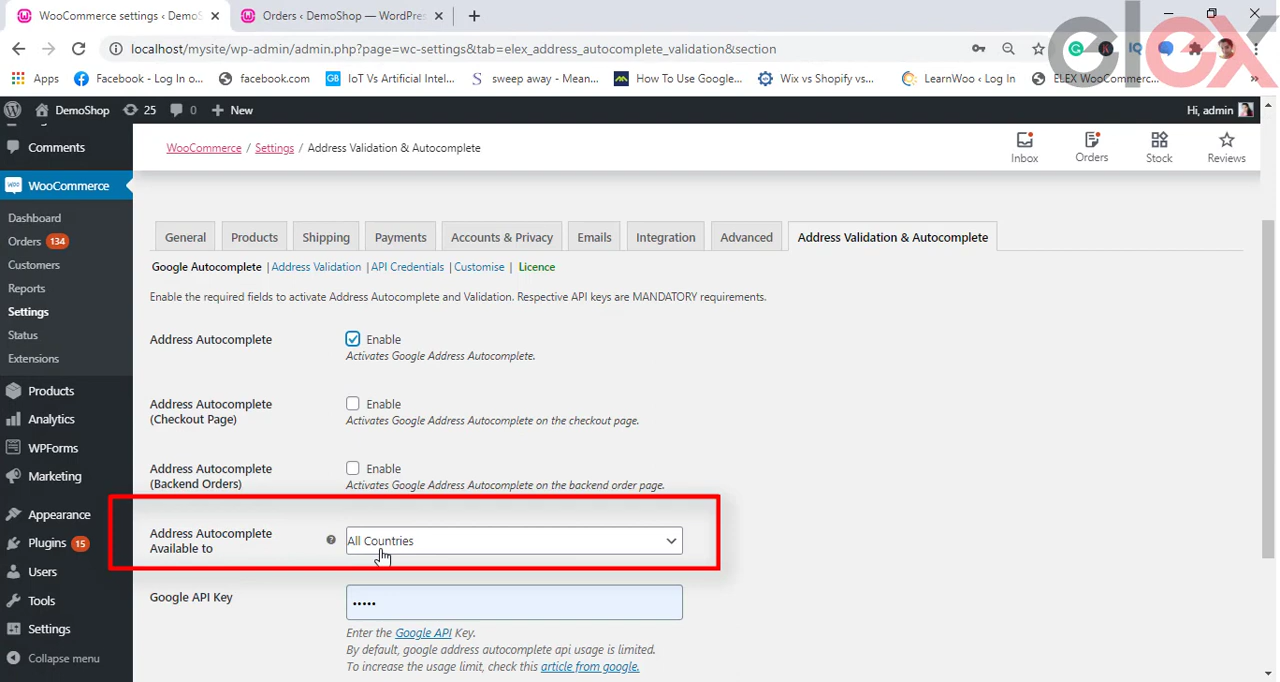 WooCommerce settings ‹ DemoS
Orders ‹ DemoShop — WordPres
localhost/mysite/wp-admin/admin.php?page=wc-settings&tab=elex_address_autocomplete_validation&section
elex
Apps
Facebook - Log In o...
facebook.com
IoT Vs Artificial Intel...
sweep away - Mean...
How To Use Google...
Wix vs Shopify vs...
LearnWoo ‹ Log In
ELEX WooCommerc...
DemoShop
25
0
New
Hi, admin
Comments
WooCommerce / Settings / Address Validation & Autocomplete
Inbox
Orders
Stock
Reviews
WooCommerce
Dashboard
Orders 134
Customers
Reports
Settings
Status
Extensions
Products
Analytics
WPForms
Marketing
Appearance
Plugins 15
Users
Tools
Settings
Collapse menu
General
Products
Shipping
Payments
Accounts & Privacy
Emails
Integration
Advanced
Address Validation & Autocomplete
Google Autocomplete | Address Validation | API Credentials | Customise | Licence
Enable the required fields to activate Address Autocomplete and Validation. Respective API keys are MANDATORY requirements.
Address Autocomplete
Enable
Activates Google Address Autocomplete.
Address Autocomplete
(Checkout Page)
Enable
Activates Google Address Autocomplete on the checkout page.
Address Autocomplete
(Backend Orders)
Enable
Activates Google Address Autocomplete on the backend order page.
Address Autocomplete
Available to
All Countries
Google API Key
•••••
Enter the Google API Key.
By default, google address autocomplete api usage is limited.
To increase the usage limit, check this article from google.